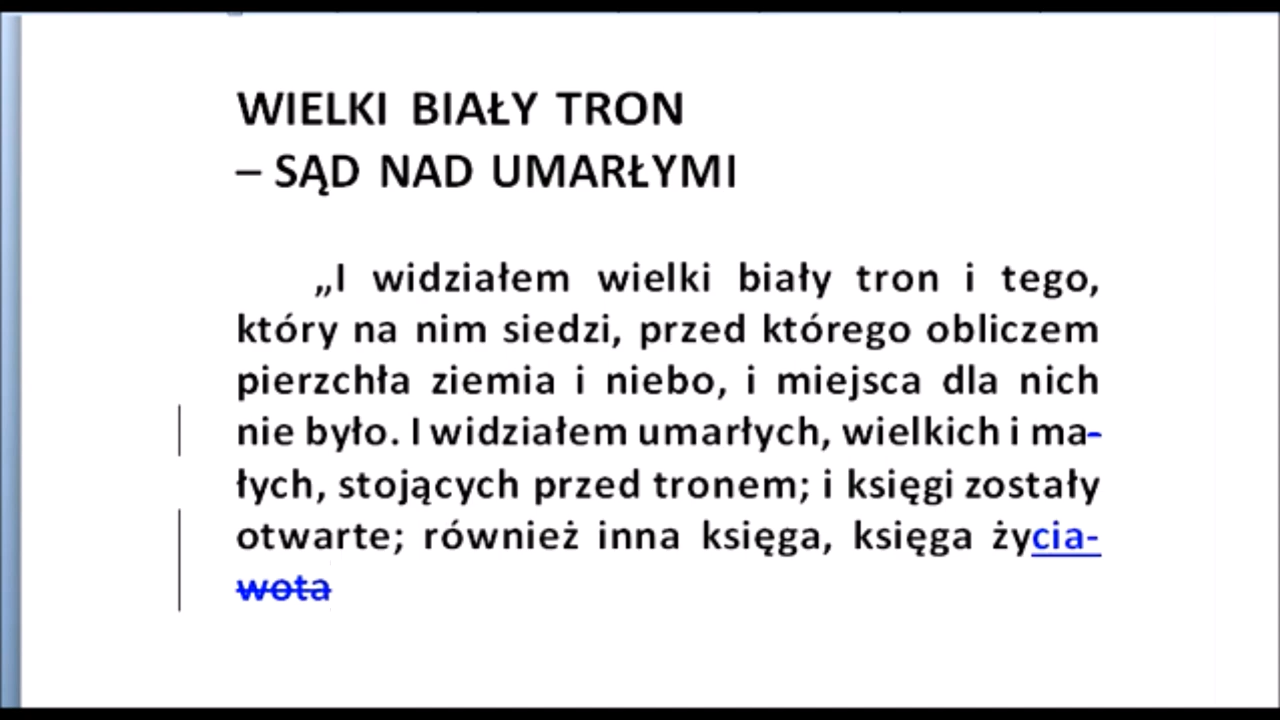 WIELKI BIAŁY TRON
– SĄD NAD UMARŁYMI
„I widziałem wielki biały tron i tego,
który na nim siedzi, przed którego obliczem
pierzchła ziemia i niebo, i miejsca dla nich
nie było. I widziałem umarłych, wielkich i ma-
łych, stojących przed tronem; i księgi zostały
otwarte; również inna księga, księga życia-
wota